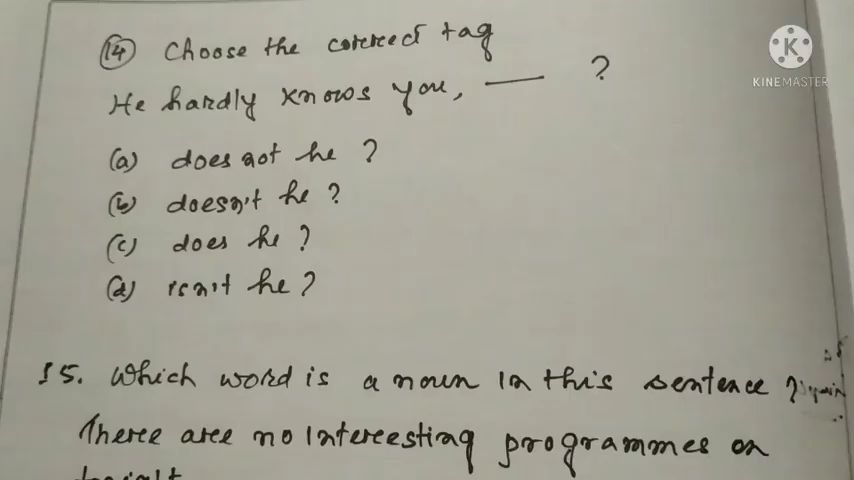 (14) Choose the correct tag
He hardly knows you, — ?
(a) does not he ?
(b) doesn't he ?
(c) does he ?
(d) isn't he ?
15. Which word is a noun in this sentence ?
There are no interesting programmes on
K
KINEMASTER